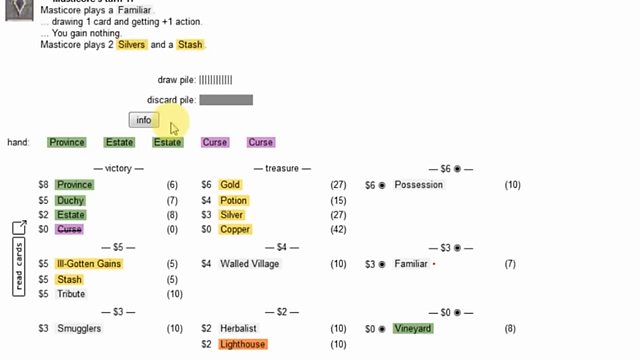 Masticore's turn 11
Masticore plays a Familiar.
... drawing 1 card and getting +1 action.
... You gain nothing.
Masticore plays 2 Silvers and a Stash.
draw pile: ||||||||||||
discard pile:
info
hand: Province Estate Estate Curse Curse
— victory — — treasure — — $6 ◉ —
$8 Province (6) $6 Gold (27) $6 ◉ Possession (10)
$5 Duchy (7) $4 Potion (15)
$2 Estate (8) $3 Silver (27)
$0 Curse (0) $0 Copper (42)
— $5 — — $4 — — $3 ◉ —
$5 Ill-Gotten Gains (5) $4 Walled Village (10) $3 ◉ Familiar • (7)
$5 Stash (5)
$5 Tribute (10)
read cards
— $3 — — $2 — — $0 ◉ —
$3 Smugglers (10) $2 Herbalist (10) $0 ◉ Vineyard (8)
$2 Lighthouse (10)